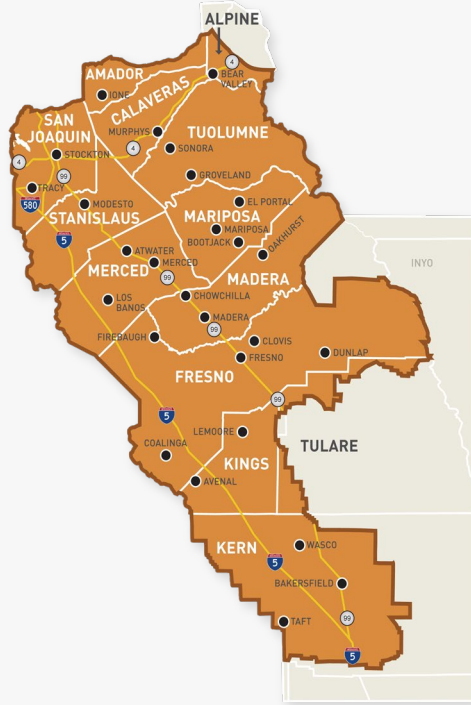 ALPINE
4
BEAR
VALLEY
AMADOR
IONE
CALAVERAS
SAN
JOAQUIN
MURPHYS
TUOLUMNE
4
STOCKTON
4
SONORA
99
TRACY
GROVELAND
580
MODESTO
EL PORTAL
STANISLAUS
MARIPOSA
MARIPOSA
5
BOOTJACK
OAKHURST
ATWATER
MERCED
MERCED
INYO
99
MADERA
LOS
BANOS
CHOWCHILLA
MADERA
99
FIREBAUGH
CLOVIS
DUNLAP
FRESNO
FRESNO
99
5
LEMOORE
TULARE
COALINGA
KINGS
AVENAL
KERN
WASCO
5
BAKERSFIELD
99
TAFT
5